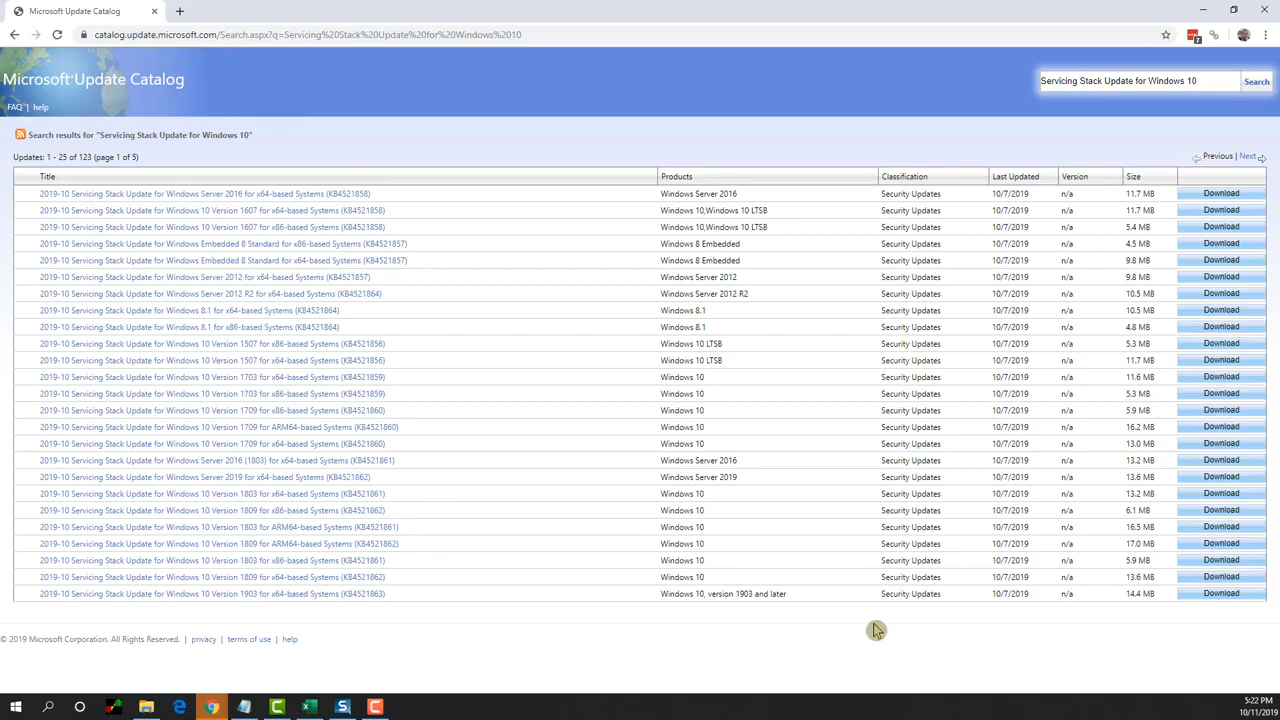 Microsoft Update Catalog
catalog.update.microsoft.com/Search.aspx?q=Servicing%20Stack%20Update%20for%20Windows%2010
7
Microsoft Update Catalog
Servicing Stack Update for Windows 10 Search
FAQ | help
Search results for "Servicing Stack Update for Windows 10"
Updates: 1 - 25 of 123 (page 1 of 5) Previous | Next
Title Products Classification Last Updated Version Size
2019-10 Servicing Stack Update for Windows Server 2016 for x64-based Systems (KB4521858) Windows Server 2016 Security Updates 10/7/2019 n/a 11.7 MB Download
2019-10 Servicing Stack Update for Windows 10 Version 1607 for x64-based Systems (KB4521858) Windows 10,Windows 10 LTSB Security Updates 10/7/2019 n/a 11.7 MB Download
2019-10 Servicing Stack Update for Windows 10 Version 1607 for x86-based Systems (KB4521858) Windows 10,Windows 10 LTSB Security Updates 10/7/2019 n/a 5.4 MB Download
2019-10 Servicing Stack Update for Windows Embedded 8 Standard for x86-based Systems (KB4521857) Windows 8 Embedded Security Updates 10/7/2019 n/a 4.5 MB Download
2019-10 Servicing Stack Update for Windows Embedded 8 Standard for x64-based Systems (KB4521857) Windows 8 Embedded Security Updates 10/7/2019 n/a 9.8 MB Download
2019-10 Servicing Stack Update for Windows Server 2012 for x64-based Systems (KB4521857) Windows Server 2012 Security Updates 10/7/2019 n/a 9.8 MB Download
2019-10 Servicing Stack Update for Windows Server 2012 R2 for x64-based Systems (KB4521864) Windows Server 2012 R2 Security Updates 10/7/2019 n/a 10.5 MB Download
2019-10 Servicing Stack Update for Windows 8.1 for x64-based Systems (KB4521864) Windows 8.1 Security Updates 10/7/2019 n/a 10.5 MB Download
2019-10 Servicing Stack Update for Windows 8.1 for x86-based Systems (KB4521864) Windows 8.1 Security Updates 10/7/2019 n/a 4.8 MB Download
2019-10 Servicing Stack Update for Windows 10 Version 1507 for x86-based Systems (KB4521856) Windows 10 LTSB Security Updates 10/7/2019 n/a 5.3 MB Download
2019-10 Servicing Stack Update for Windows 10 Version 1507 for x64-based Systems (KB4521856) Windows 10 LTSB Security Updates 10/7/2019 n/a 11.7 MB Download
2019-10 Servicing Stack Update for Windows 10 Version 1703 for x64-based Systems (KB4521859) Windows 10 Security Updates 10/7/2019 n/a 11.6 MB Download
2019-10 Servicing Stack Update for Windows 10 Version 1703 for x86-based Systems (KB4521859) Windows 10 Security Updates 10/7/2019 n/a 5.3 MB Download
2019-10 Servicing Stack Update for Windows 10 Version 1709 for x86-based Systems (KB4521860) Windows 10 Security Updates 10/7/2019 n/a 5.9 MB Download
2019-10 Servicing Stack Update for Windows 10 Version 1709 for ARM64-based Systems (KB4521860) Windows 10 Security Updates 10/7/2019 n/a 16.2 MB Download
2019-10 Servicing Stack Update for Windows 10 Version 1709 for x64-based Systems (KB4521860) Windows 10 Security Updates 10/7/2019 n/a 13.0 MB Download
2019-10 Servicing Stack Update for Windows Server 2016 (1803) for x64-based Systems (KB4521861) Windows Server 2016 Security Updates 10/7/2019 n/a 13.2 MB Download
2019-10 Servicing Stack Update for Windows Server 2019 for x64-based Systems (KB4521862) Windows Server 2019 Security Updates 10/7/2019 n/a 13.6 MB Download
2019-10 Servicing Stack Update for Windows 10 Version 1803 for x64-based Systems (KB4521861) Windows 10 Security Updates 10/7/2019 n/a 13.2 MB Download
2019-10 Servicing Stack Update for Windows 10 Version 1809 for x86-based Systems (KB4521862) Windows 10 Security Updates 10/7/2019 n/a 6.1 MB Download
2019-10 Servicing Stack Update for Windows 10 Version 1803 for ARM64-based Systems (KB4521861) Windows 10 Security Updates 10/7/2019 n/a 16.5 MB Download
2019-10 Servicing Stack Update for Windows 10 Version 1809 for ARM64-based Systems (KB4521862) Windows 10 Security Updates 10/7/2019 n/a 17.0 MB Download
2019-10 Servicing Stack Update for Windows 10 Version 1803 for x86-based Systems (KB4521861) Windows 10 Security Updates 10/7/2019 n/a 5.9 MB Download
2019-10 Servicing Stack Update for Windows 10 Version 1809 for x64-based Systems (KB4521862) Windows 10 Security Updates 10/7/2019 n/a 13.6 MB Download
2019-10 Servicing Stack Update for Windows 10 Version 1903 for x64-based Systems (KB4521863) Windows 10, version 1903 and later Security Updates 10/7/2019 n/a 14.4 MB Download
© 2019 Microsoft Corporation. All Rights Reserved. | privacy | terms of use | help
5:22 PM
10/11/2019